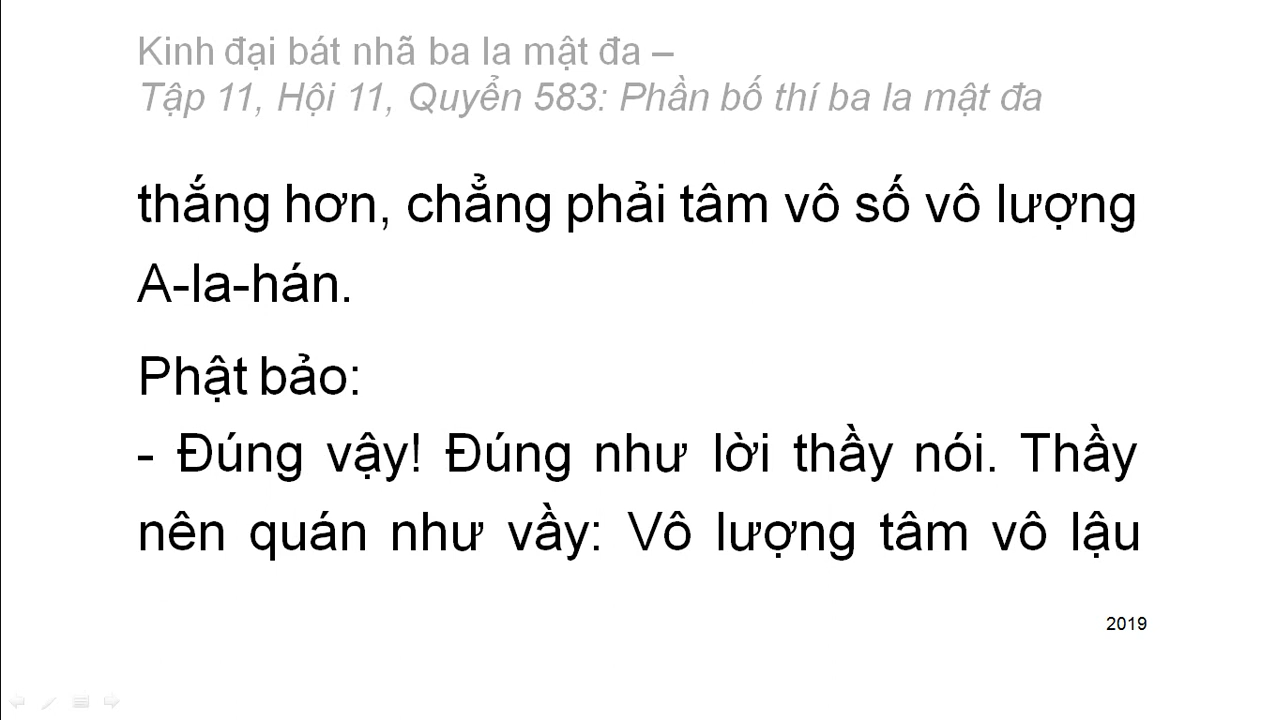 Kinh đại bát nhã ba la mật đa –
Tập 11, Hội 11, Quyển 583: Phần bố thí ba la mật đa
thắng hơn, chẳng phải tâm vô số vô lượng
A-la-hán.
Phật bảo:
- Đúng vậy! Đúng như lời thầy nói. Thầy
nên quán như vầy: Vô lượng tâm vô lậu
2019